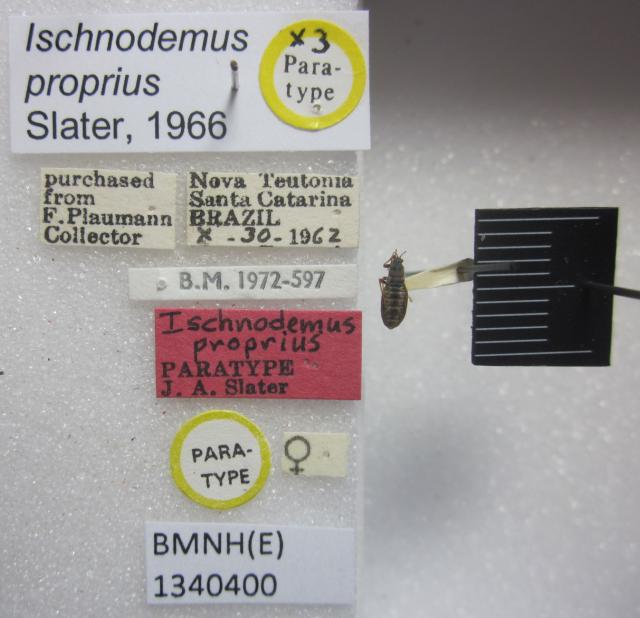 Ischnodemus
proprius
Slater, 1966
x3
Para-
type
purchased
from
F. Plaumann
Collector
Nova Teutonia
Santa Catarina
BRAZIL
X -30-1962
B.M. 1972-597
Ischnodemus
proprius
PARATYPE
J. A. Slater
PARA-
TYPE
♀
BMNH(E)
1340400